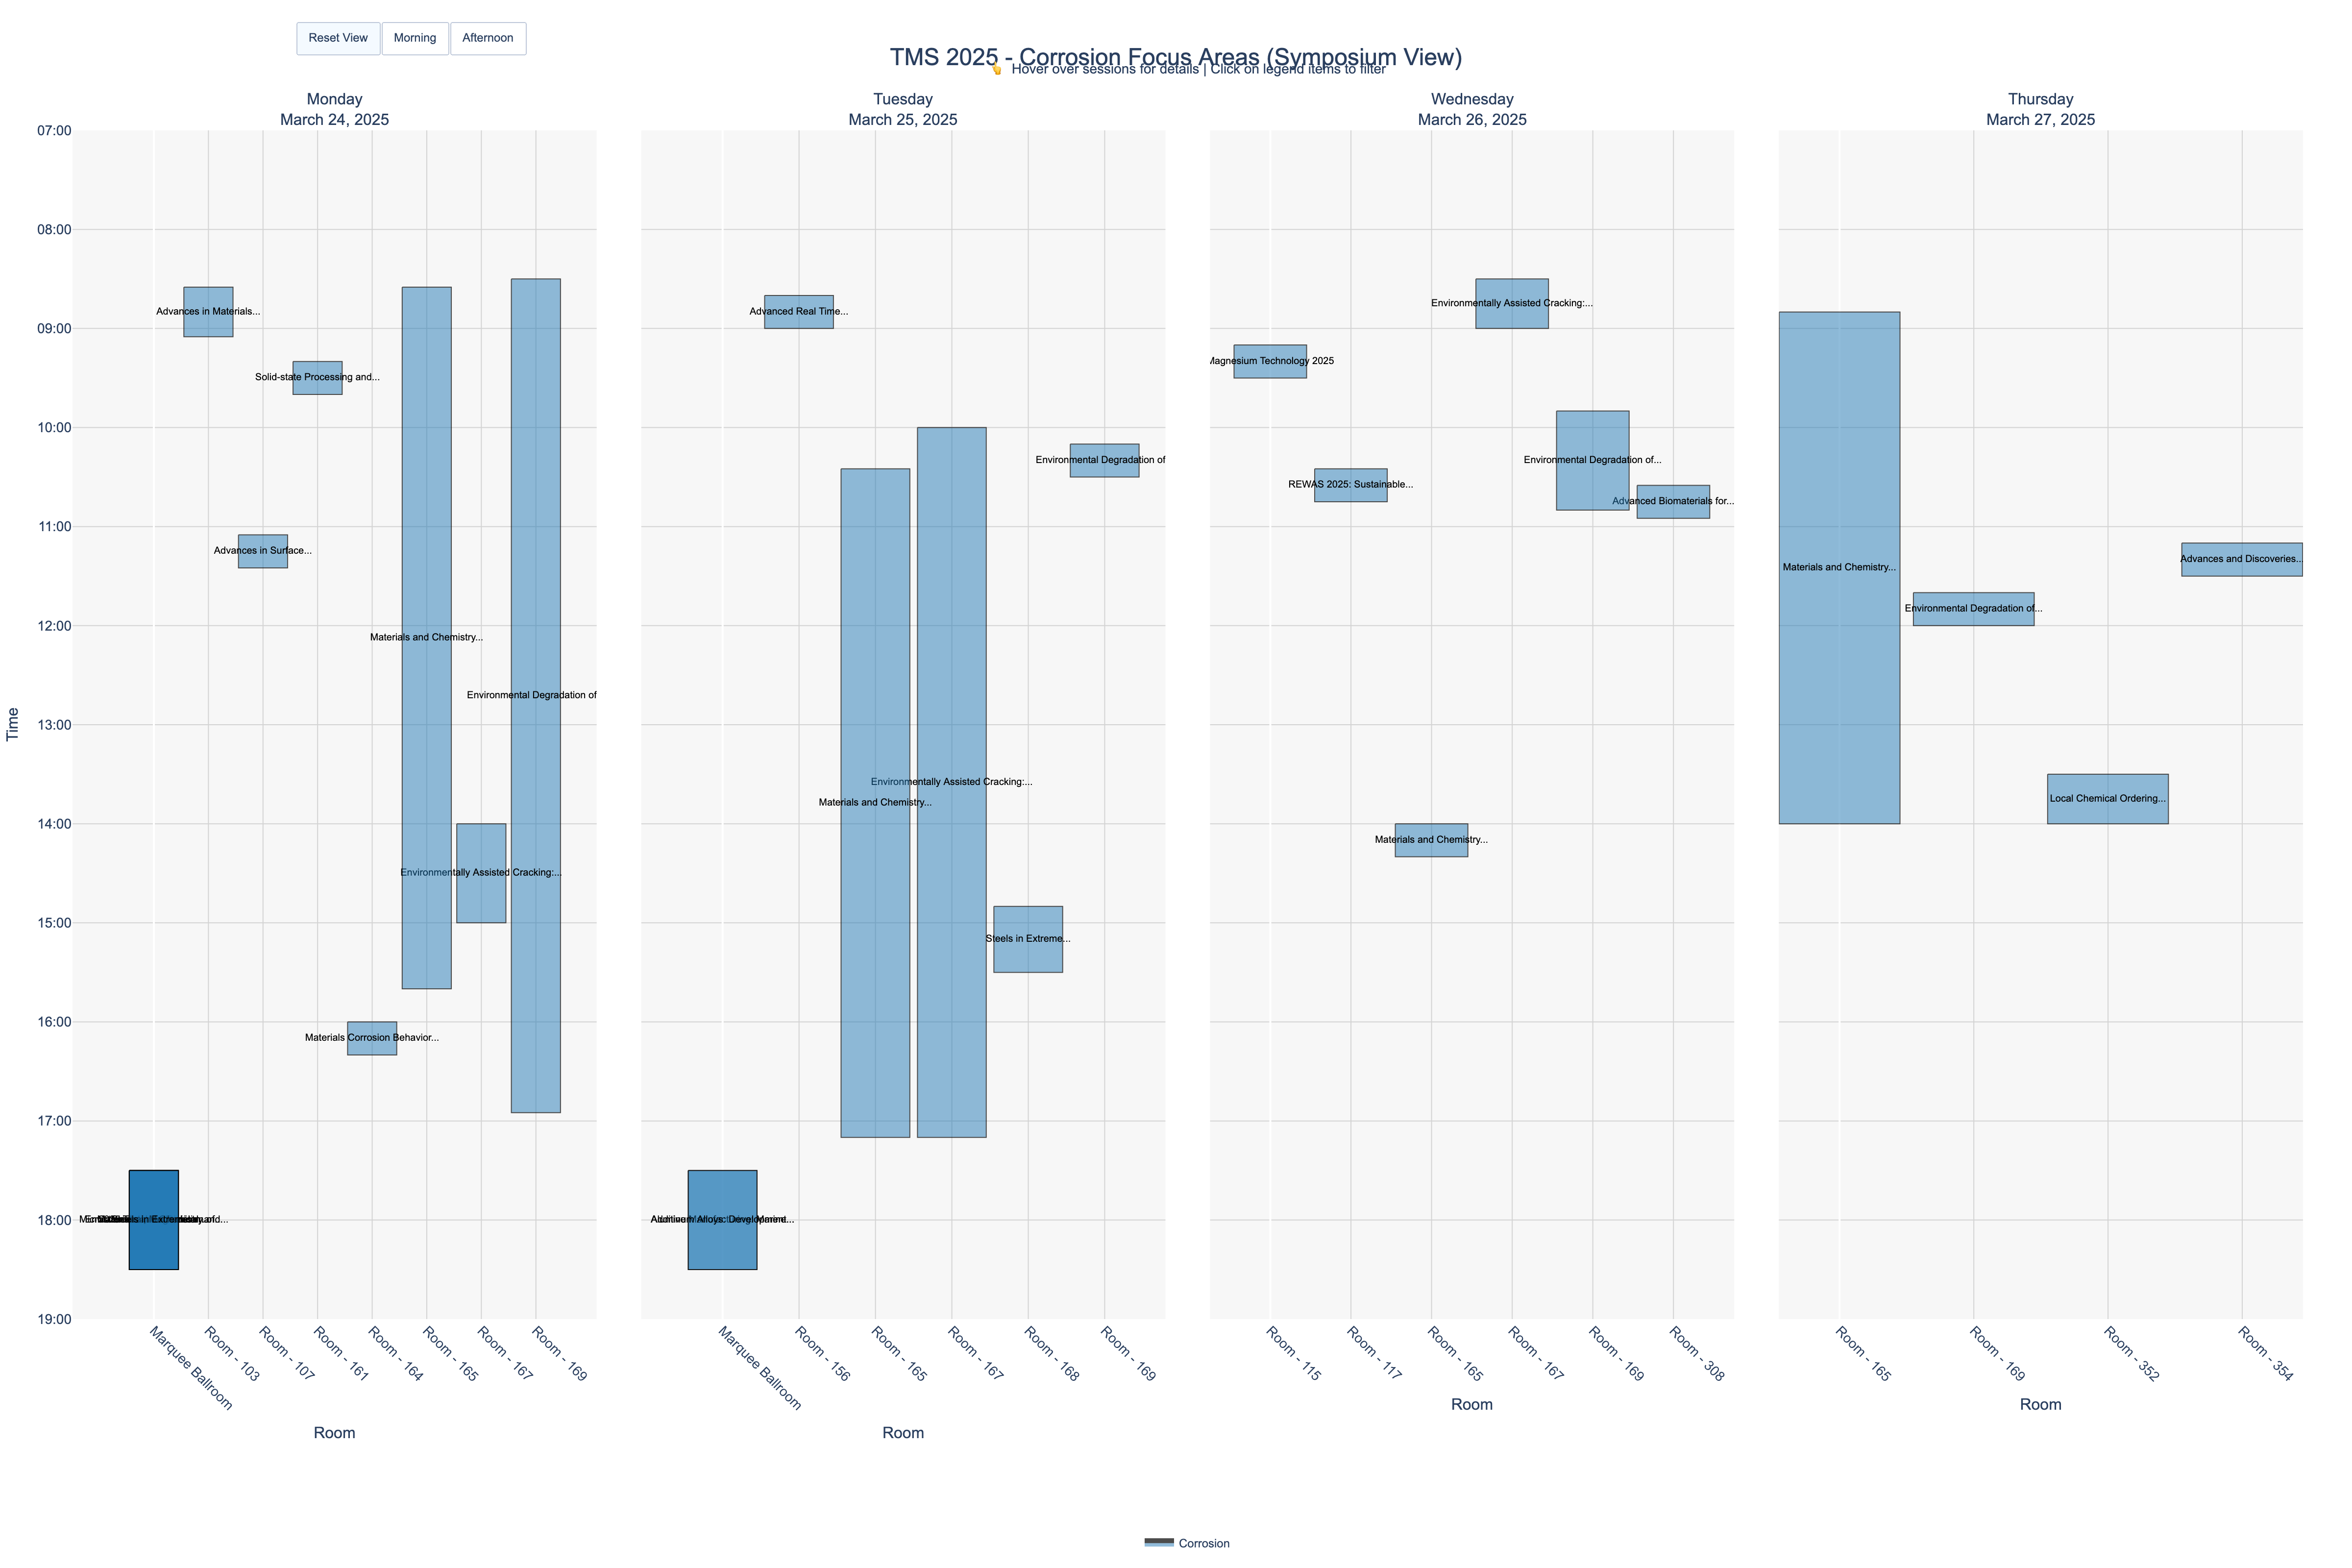 Reset View
Morning
Afternoon
TMS 2025 - Corrosion Focus Areas (Symposium View)
👆 Hover over sessions for details | Click on legend items to filter
Monday
March 24, 2025
Tuesday
March 25, 2025
Wednesday
March 26, 2025
Thursday
March 27, 2025
Time
07:00
08:00
09:00
10:00
11:00
12:00
13:00
14:00
15:00
16:00
17:00
18:00
19:00
Advances in Materials...
Solid-state Processing and...
Advances in Surface...
Materials and Chemistry...
Environmental Degradation of
Environmentally Assisted Cracking:...
Materials Corrosion Behavior...
Marquee Ballroom
Room - 103
Room - 107
Room - 161
Room - 164
Room - 165
Room - 167
Room - 169
Room
Advanced Real Time...
Environmental Degradation of
Environmentally Assisted Cracking:...
Materials and Chemistry...
Steels in Extreme...
Marquee Ballroom
Room - 156
Room - 165
Room - 167
Room - 168
Room - 169
Room
Environmentally Assisted Cracking:...
Magnesium Technology 2025
Environmental Degradation of...
REWAS 2025: Sustainable...
Advanced Biomaterials for...
Materials and Chemistry...
Room - 115
Room - 117
Room - 165
Room - 167
Room - 169
Room - 308
Room
Advances and Discoveries...
Materials and Chemistry...
Environmental Degradation of...
Local Chemical Ordering...
Room - 165
Room - 169
Room - 352
Room - 354
Room
Corrosion